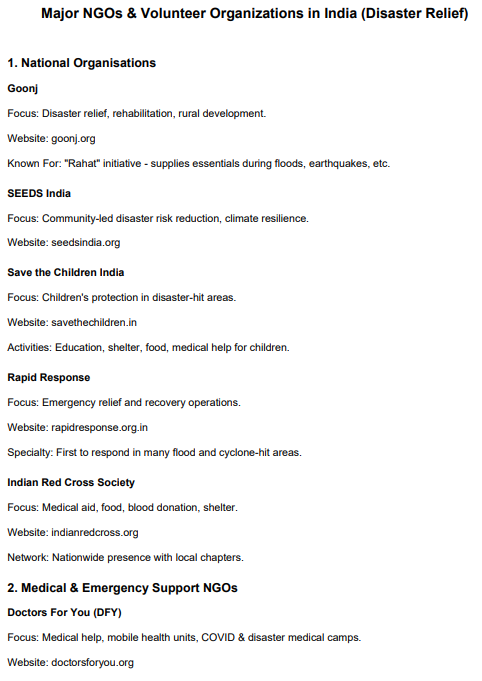 Major NGOs & Volunteer Organizations in India (Disaster Relief)
1. National Organisations
Goonj
Focus: Disaster relief, rehabilitation, rural development.
Website: goonj.org
Known For: "Rahat" initiative - supplies essentials during floods, earthquakes, etc.
SEEDS India
Focus: Community-led disaster risk reduction, climate resilience.
Website: seedsindia.org
Save the Children India
Focus: Children's protection in disaster-hit areas.
Website: savethechildren.in
Activities: Education, shelter, food, medical help for children.
Rapid Response
Focus: Emergency relief and recovery operations.
Website: rapidresponse.org.in
Specialty: First to respond in many flood and cyclone-hit areas.
Indian Red Cross Society
Focus: Medical aid, food, blood donation, shelter.
Website: indianredcross.org
Network: Nationwide presence with local chapters.
2. Medical & Emergency Support NGOs
Doctors For You (DFY)
Focus: Medical help, mobile health units, COVID & disaster medical camps.
Website: doctorsforyou.org